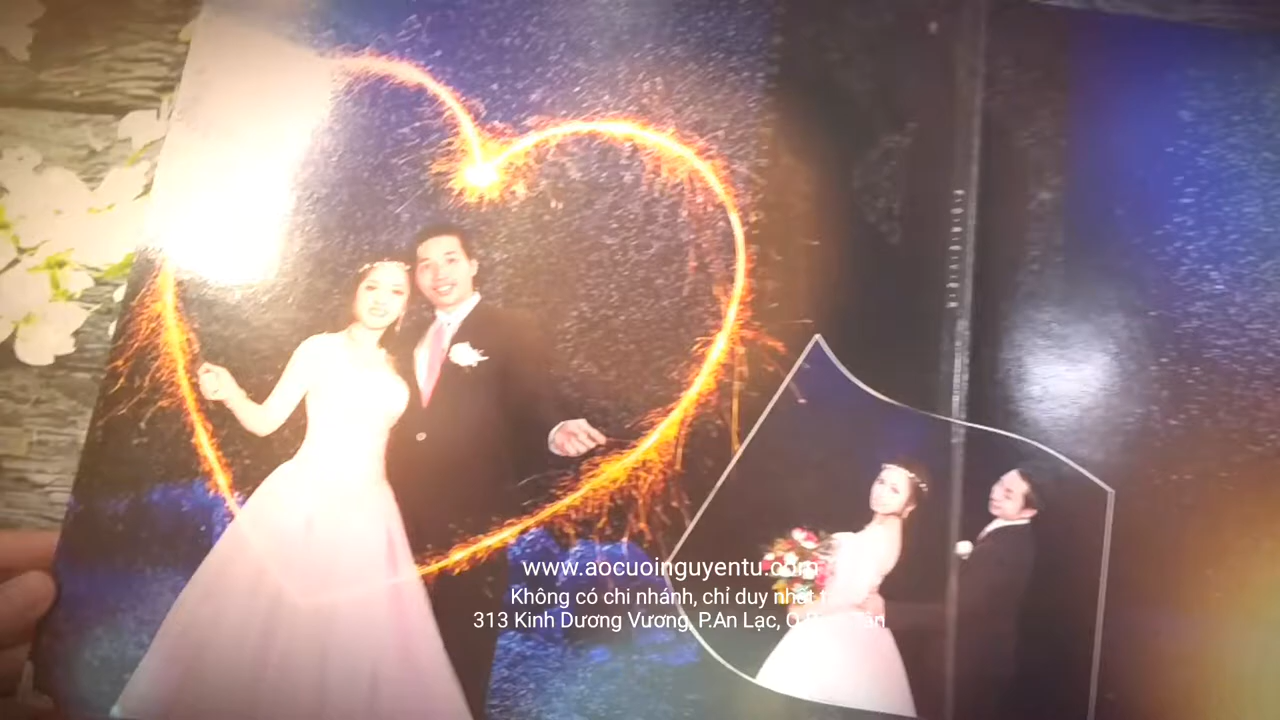 www.aocuoinguyentu.com
Không có chi nhánh, chỉ duy nhất
313 Kinh Dương Vương, P.An Lạc,